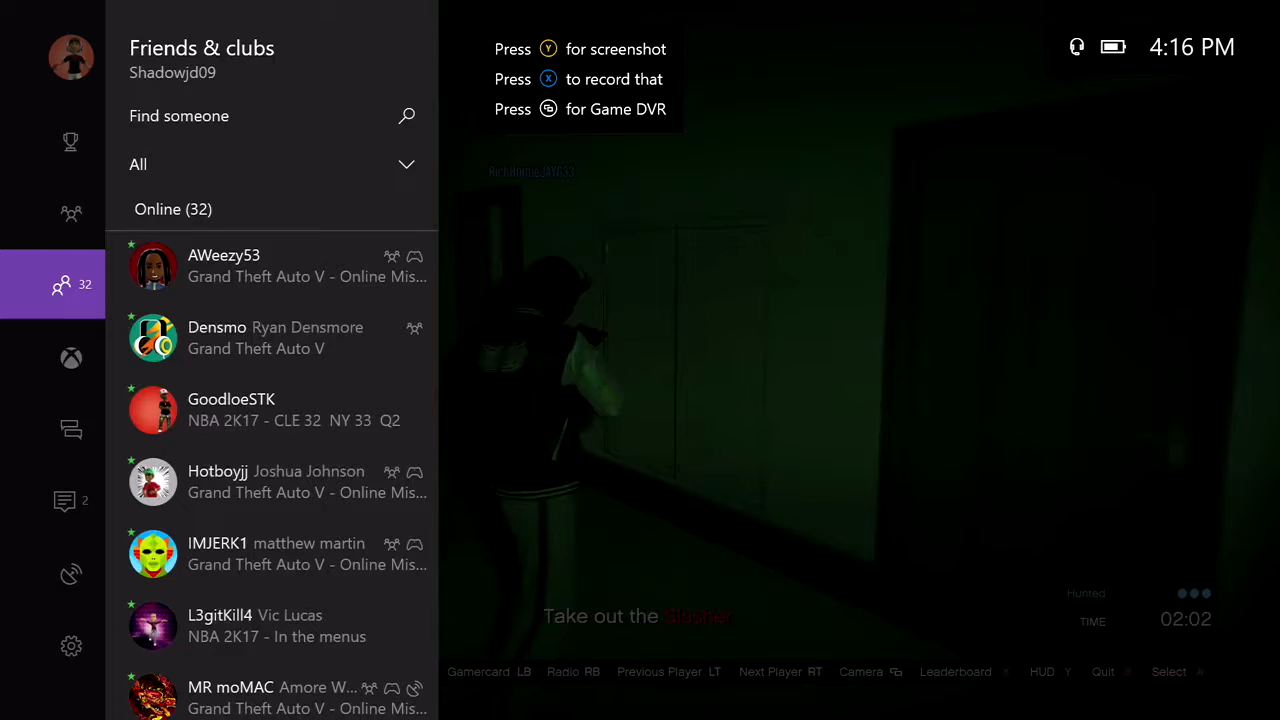 Friends & clubs
Shadowjd09
Find someone
All
Online (32)
32
2
AWeezy53
Grand Theft Auto V - Online Mis...
Densmo Ryan Densmore
Grand Theft Auto V
GoodloeSTK
NBA 2K17 - CLE 32 NY 33 Q2
Hotboyjj Joshua Johnson
Grand Theft Auto V - Online Mis...
IMJERK1 matthew martin
Grand Theft Auto V - Online Mis...
L3gitKill4 Vic Lucas
NBA 2K17 - In the menus
MR moMAC Amore W...
Grand Theft Auto V - Online Mis...
Press Y for screenshot
Press X to record that
Press for Game DVR
4:16 PM
RichHomeJAYG33
Take out the Slasher
Hunted
TIME 02:02
Gamercard LB Radio RB Previous Player LT Next Player RT Camera Leaderboard X HUD Y Quit Select